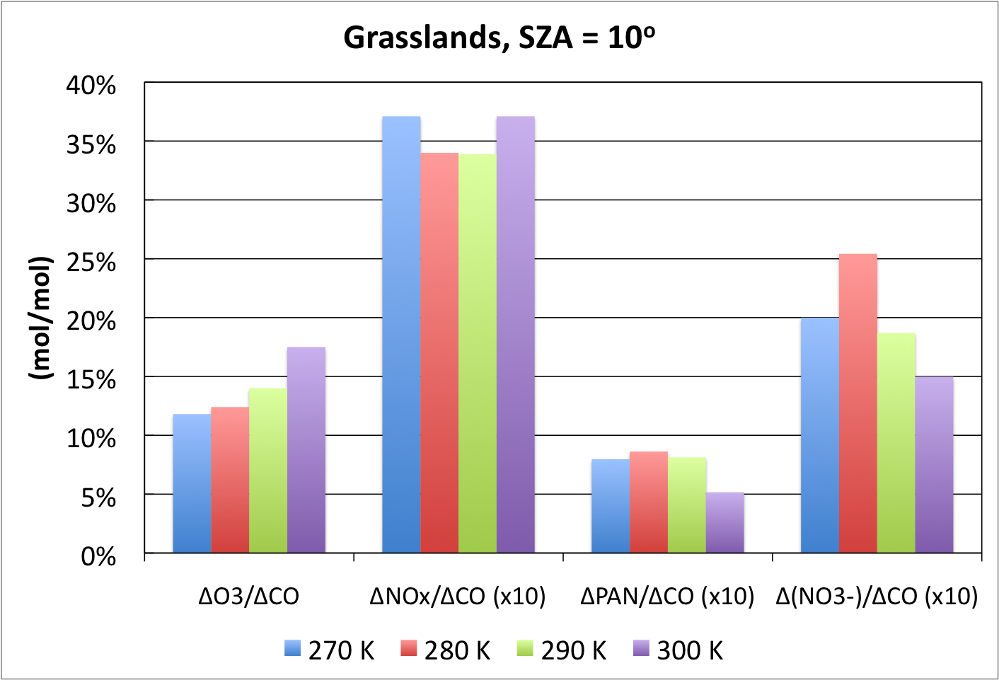 Grasslands, SZA = 10º
40%
35%
30%
25%
20%
15%
10%
5%
0%
(mol/mol)
ΔO3/ΔCO
ΔNOx/ΔCO (x10)
ΔPAN/ΔCO (x10)
Δ(NO3-)/ΔCO (x10)
270 K
280 K
290 K
300 K